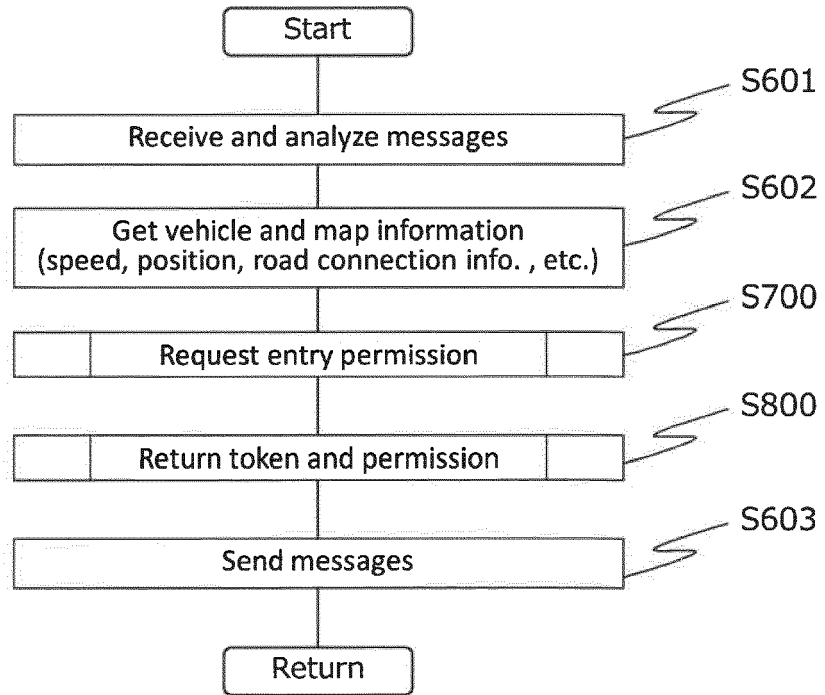 Start
S601
Receive and analyze messages
S602
Get vehicle and map information
(speed, position, road connection info. , etc.)
S700
Request entry permission
S800
Return token and permission
S603
Send messages
Return